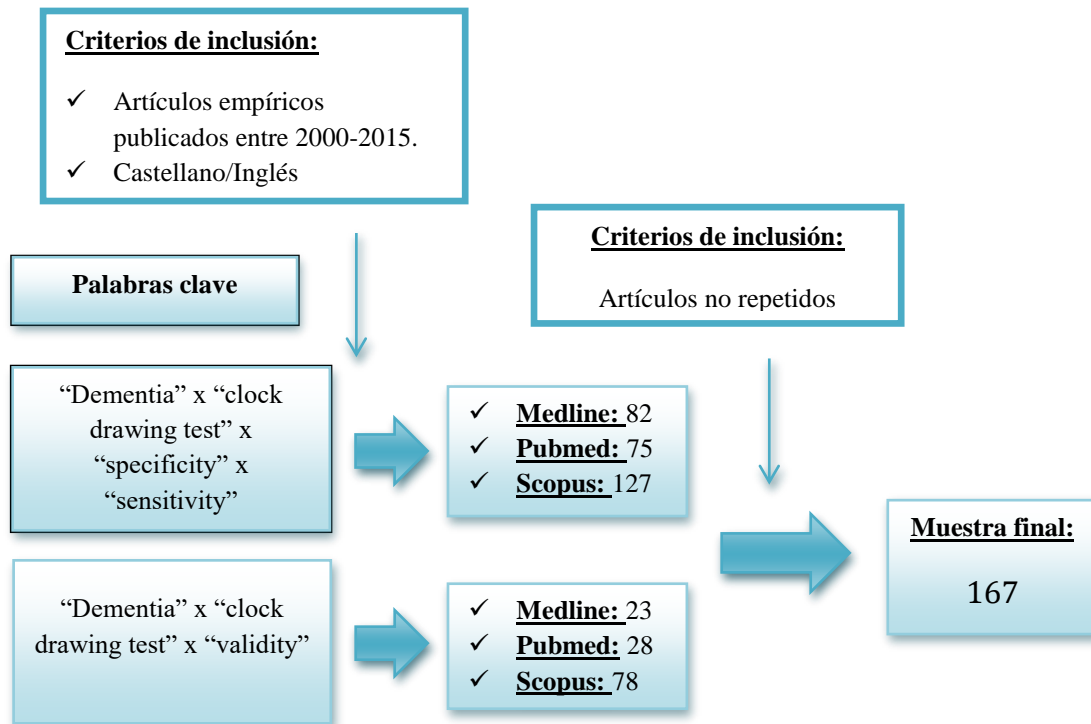 Criterios de inclusión:
✓ Artículos empíricos
publicados entre 2000-2015.
✓ Castellano/Inglés
Criterios de inclusión:
Artículos no repetidos
Palabras clave
“Dementia” x “clock
drawing test” x
“specificity” x
“sensitivity”
✓ Medline: 82
✓ Pubmed: 75
✓ Scopus: 127
Muestra final:
167
“Dementia” x “clock
drawing test” x “validity”
✓ Medline: 23
✓ Pubmed: 28
✓ Scopus: 78